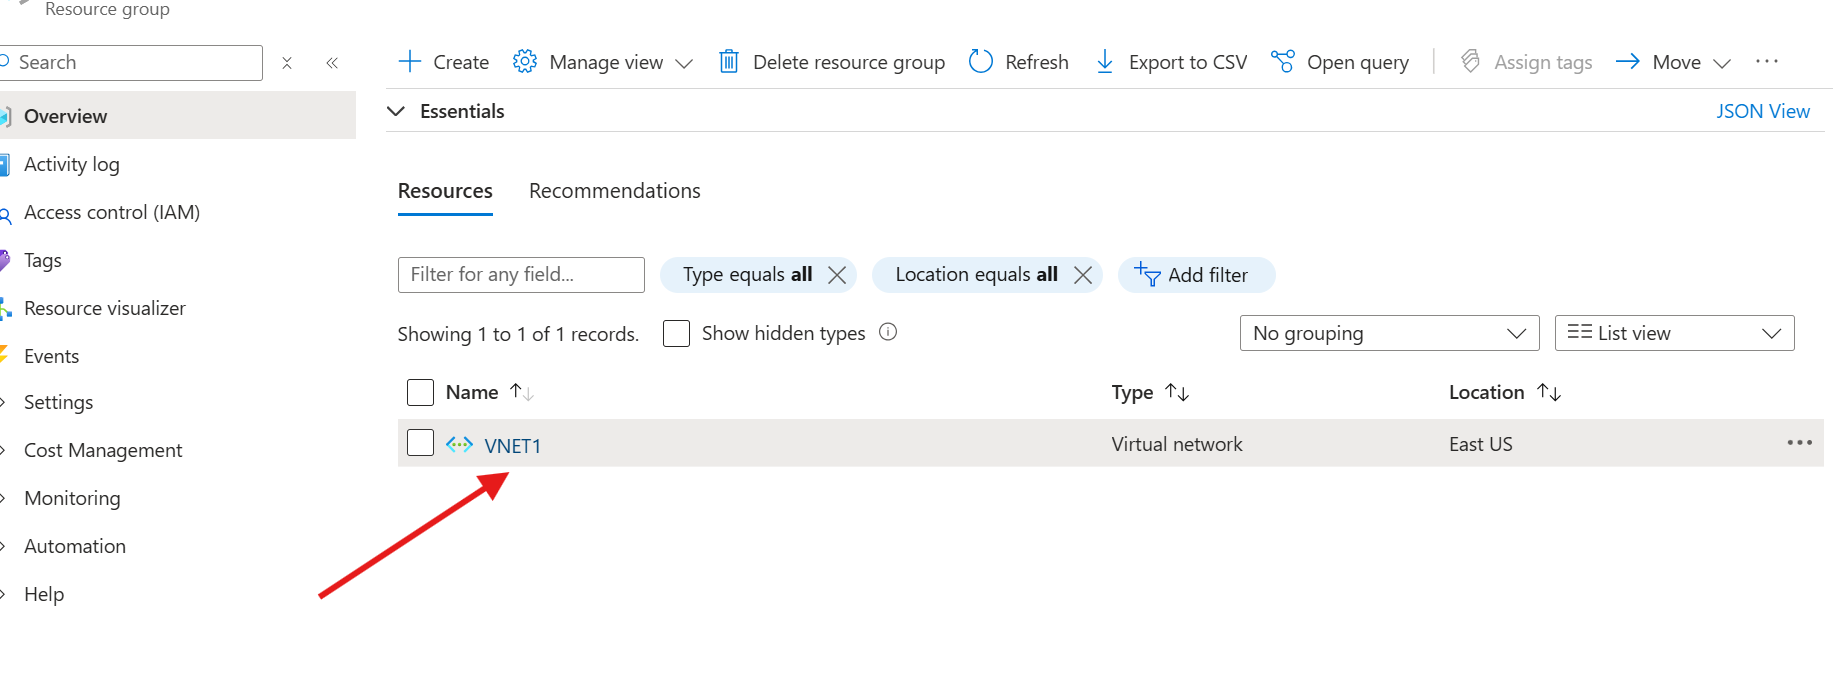 Resource group
Search
Create Manage view Delete resource group Refresh Export to CSV Open query Assign tags Move
Overview
Activity log
Access control (IAM)
Tags
Resource visualizer
Events
Settings
Cost Management
Monitoring
Automation
Help
Essentials JSON View
Resources Recommendations
Filter for any field... Type equals all Location equals all Add filter
Showing 1 to 1 of 1 records. Show hidden types No grouping List view
Name Type Location
VNET1 Virtual network East US